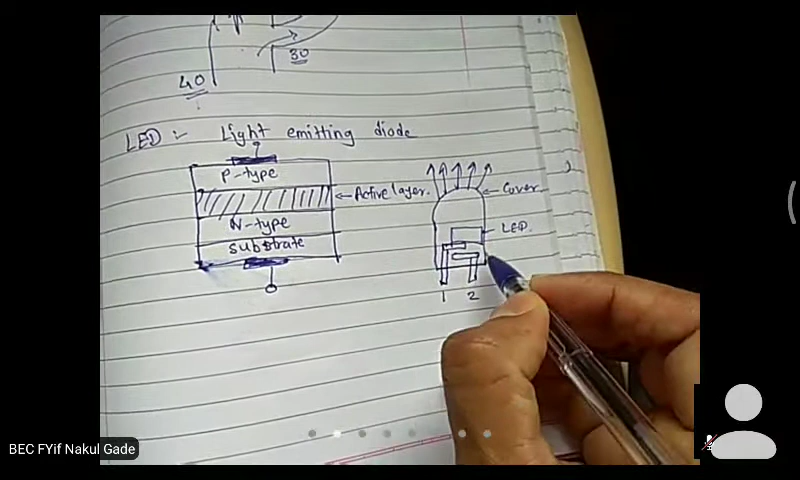 30
40
LED :- Light emitting diode
P-type
Active layer.
N-type
Substrate
Cover
LED.
1 2
BEC FYif Nakul Gade